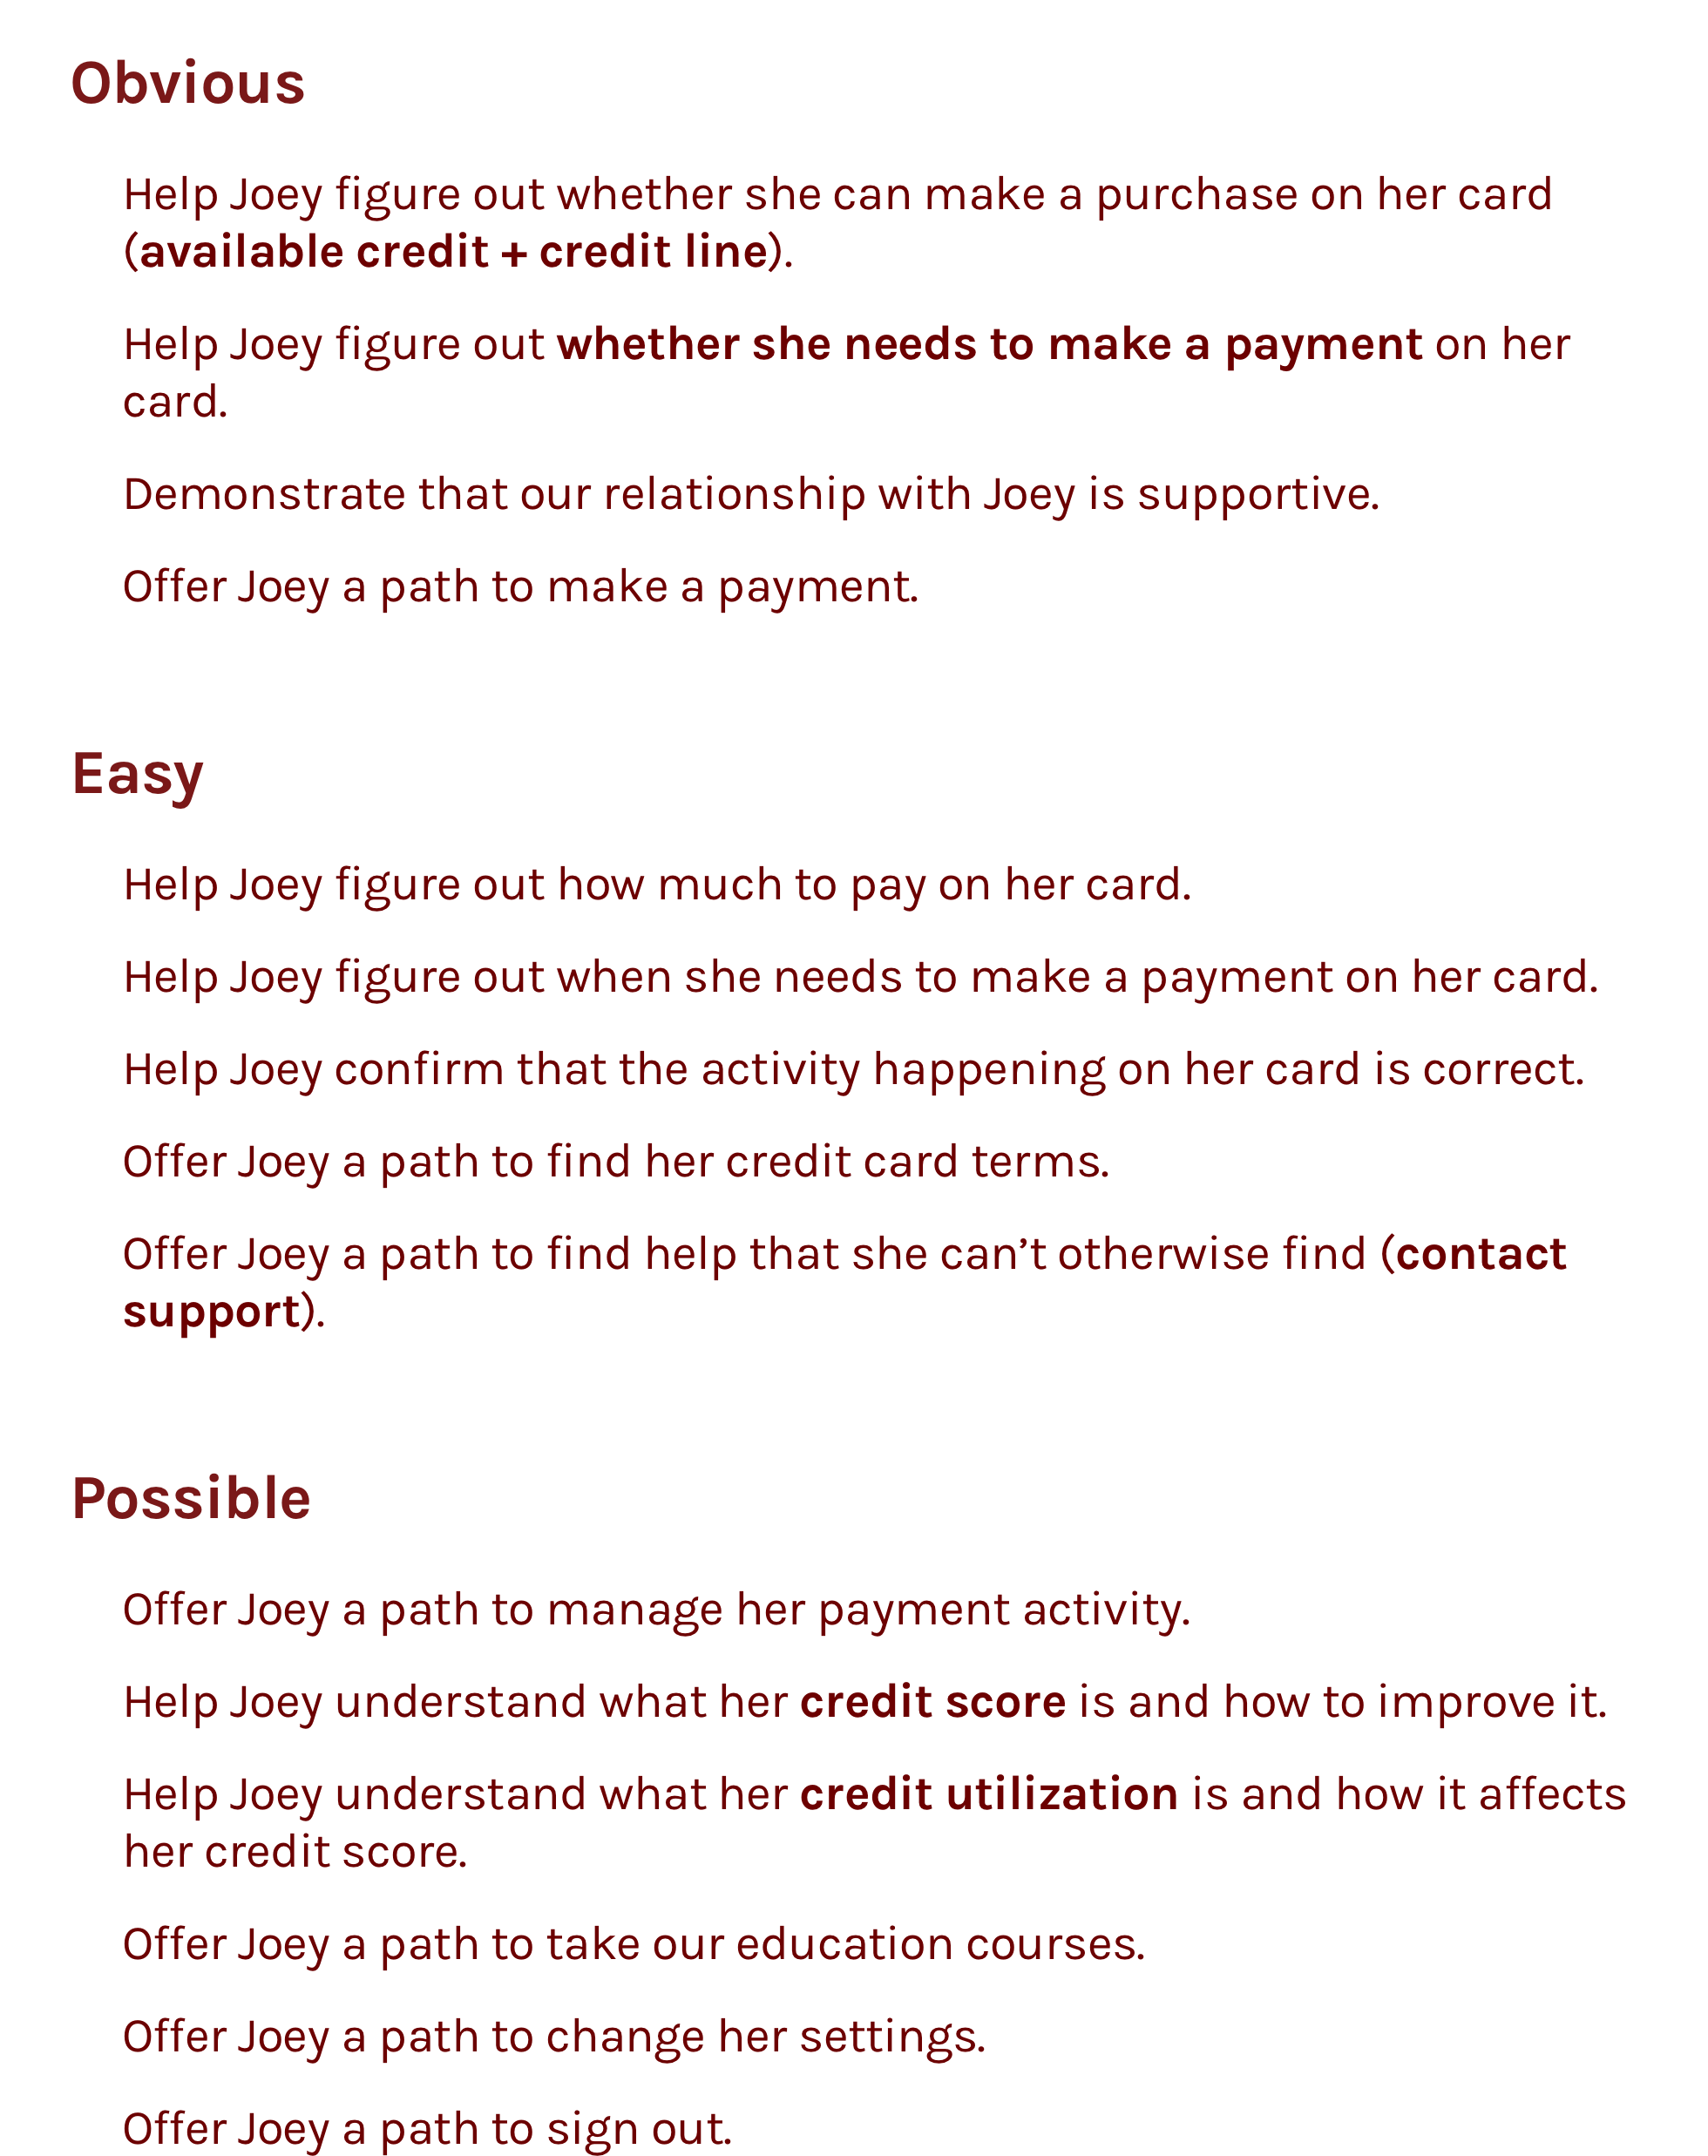 Obvious
Help Joey figure out whether she can make a purchase on her card
(available credit + credit line).
Help Joey figure out whether she needs to make a payment on her
card.
Demonstrate that our relationship with Joey is supportive.
Offer Joey a path to make a payment.
Easy
Help Joey figure out how much to pay on her card.
Help Joey figure out when she needs to make a payment on her card.
Help Joey confirm that the activity happening on her card is correct.
Offer Joey a path to find her credit card terms.
Offer Joey a path to find help that she can’t otherwise find (contact
support).
Possible
Offer Joey a path to manage her payment activity.
Help Joey understand what her credit score is and how to improve it.
Help Joey understand what her credit utilization is and how it affects
her credit score.
Offer Joey a path to take our education courses.
Offer Joey a path to change her settings.
Offer Joey a path to sign out.